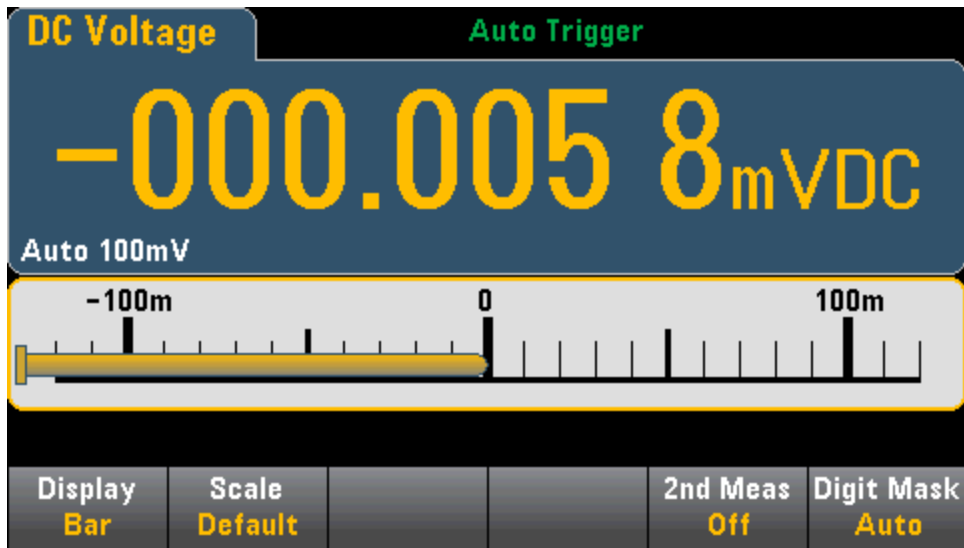 DC Voltage Auto Trigger
-000.005 8mVDC
Auto 100mV
-100m 0 100m
Display Scale 2nd Meas Digit Mask
Bar Default Off Auto